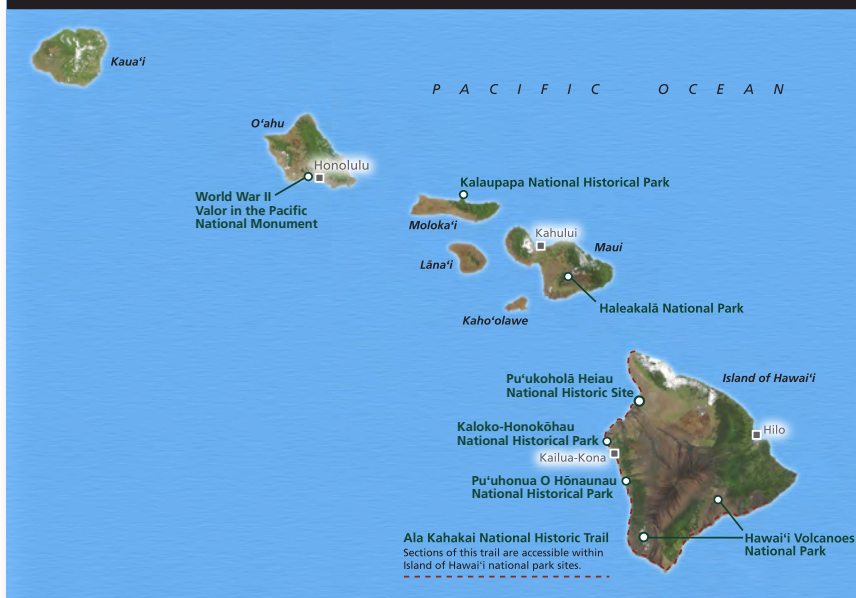 Kauaʻi
PACIFIC OCEAN
Oʻahu
Honolulu
World War II
Valor in the Pacific
National Monument
Kalaupapa National Historical Park
Molokaʻi
Kahului
Maui
Lānaʻi
Haleakalā National Park
Kahoʻolawe
Island of Hawaiʻi
Puʻukoholā Heiau
National Historic Site
Kaloko-Honokōhau
National Historical Park
Hilo
Kailua-Kona
Puʻuhonua O Hōnaunau
National Historical Park
Ala Kahakai National Historic Trail
Sections of this trail are accessible within
Island of Hawaiʻi national park sites.
Hawaiʻi Volcanoes
National Park